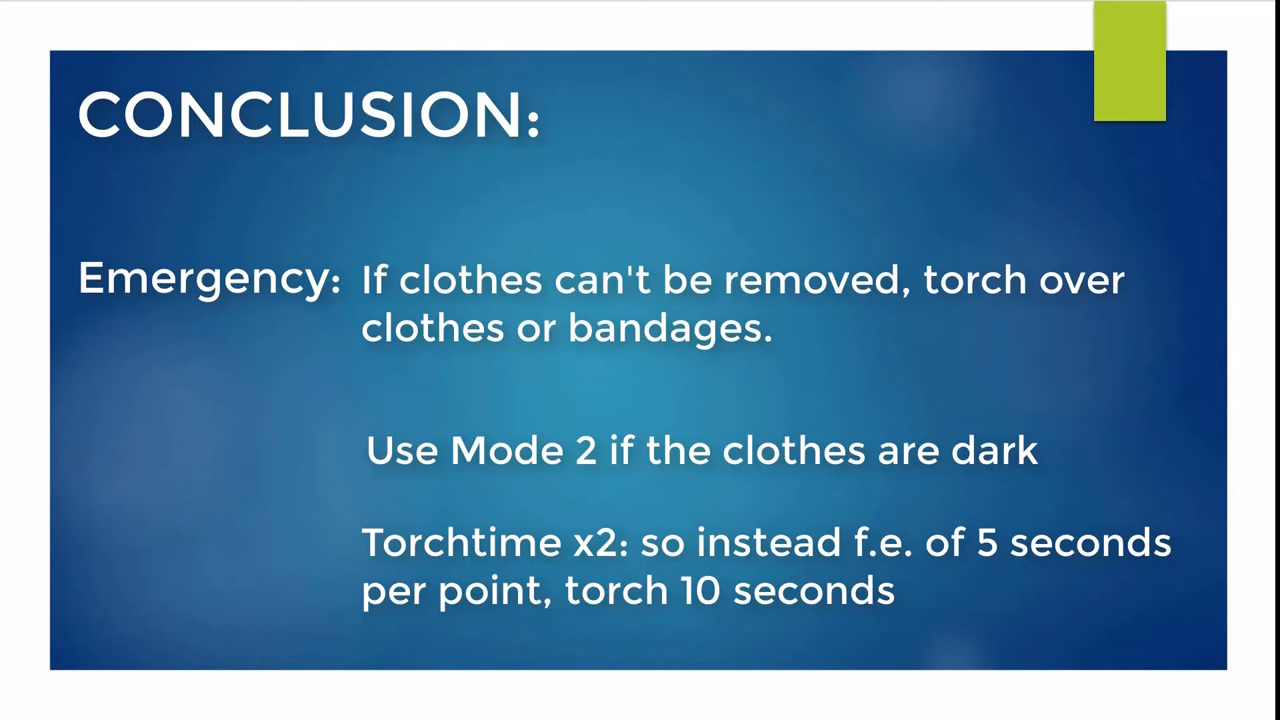 CONCLUSION:
Emergency: If clothes can't be removed, torch over
clothes or bandages.
Use Mode 2 if the clothes are dark
Torchtime x2: so instead f.e. of 5 seconds
per point, torch 10 seconds